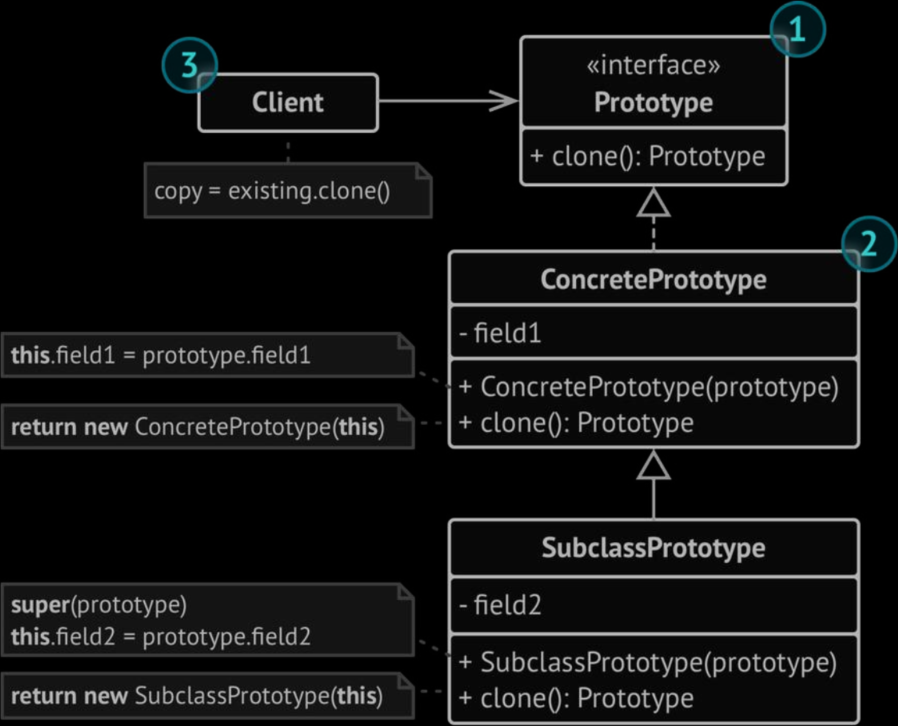 1
3
«interface»
Prototype
Client
+ clone(): Prototype
copy = existing.clone()
2
ConcretePrototype
- field1
this.field1 = prototype.field1
+ ConcretePrototype(prototype)
return new ConcretePrototype(this)
+ clone(): Prototype
SubclassPrototype
- field2
super(prototype)
this.field2 = prototype.field2
+ SubclassPrototype(prototype)
return new SubclassPrototype(this)
+ clone(): Prototype